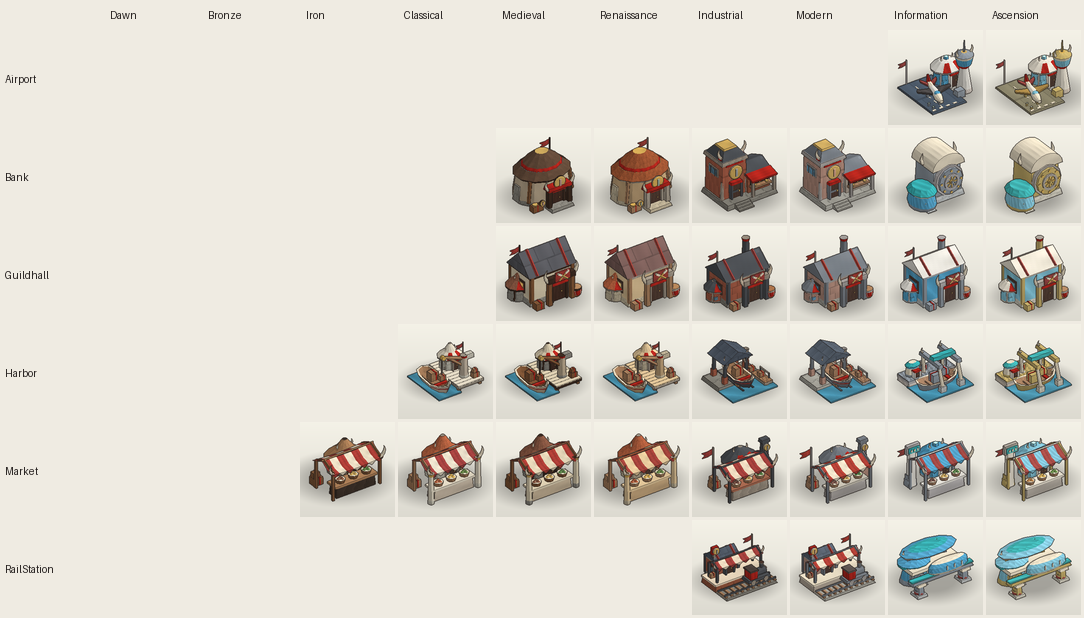 Dawn Bronze Iron Classical Medieval Renaissance Industrial Modern Information Ascension
Airport
Bank
Guildhall
Harbor
Market
RailStation